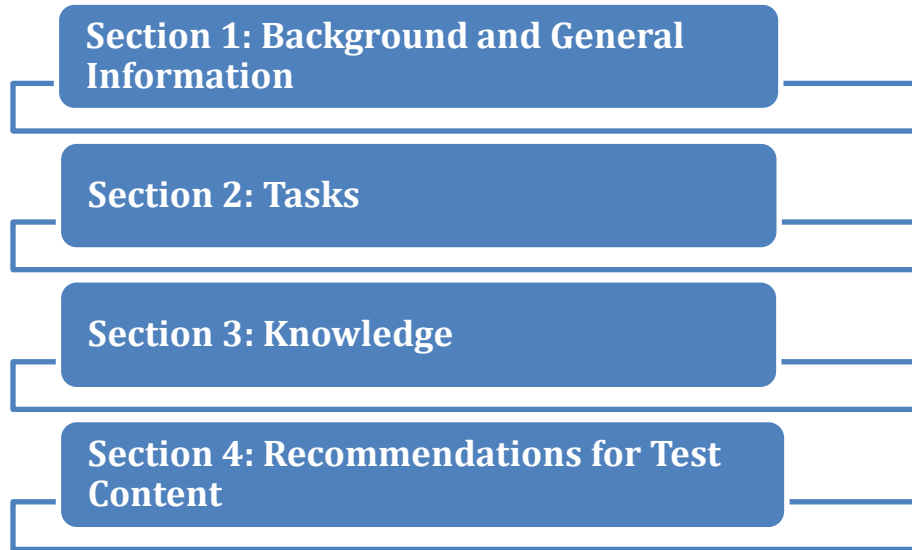 Section 1: Background and General
Information
Section 2: Tasks
Section 3: Knowledge
Section 4: Recommendations for Test
Content